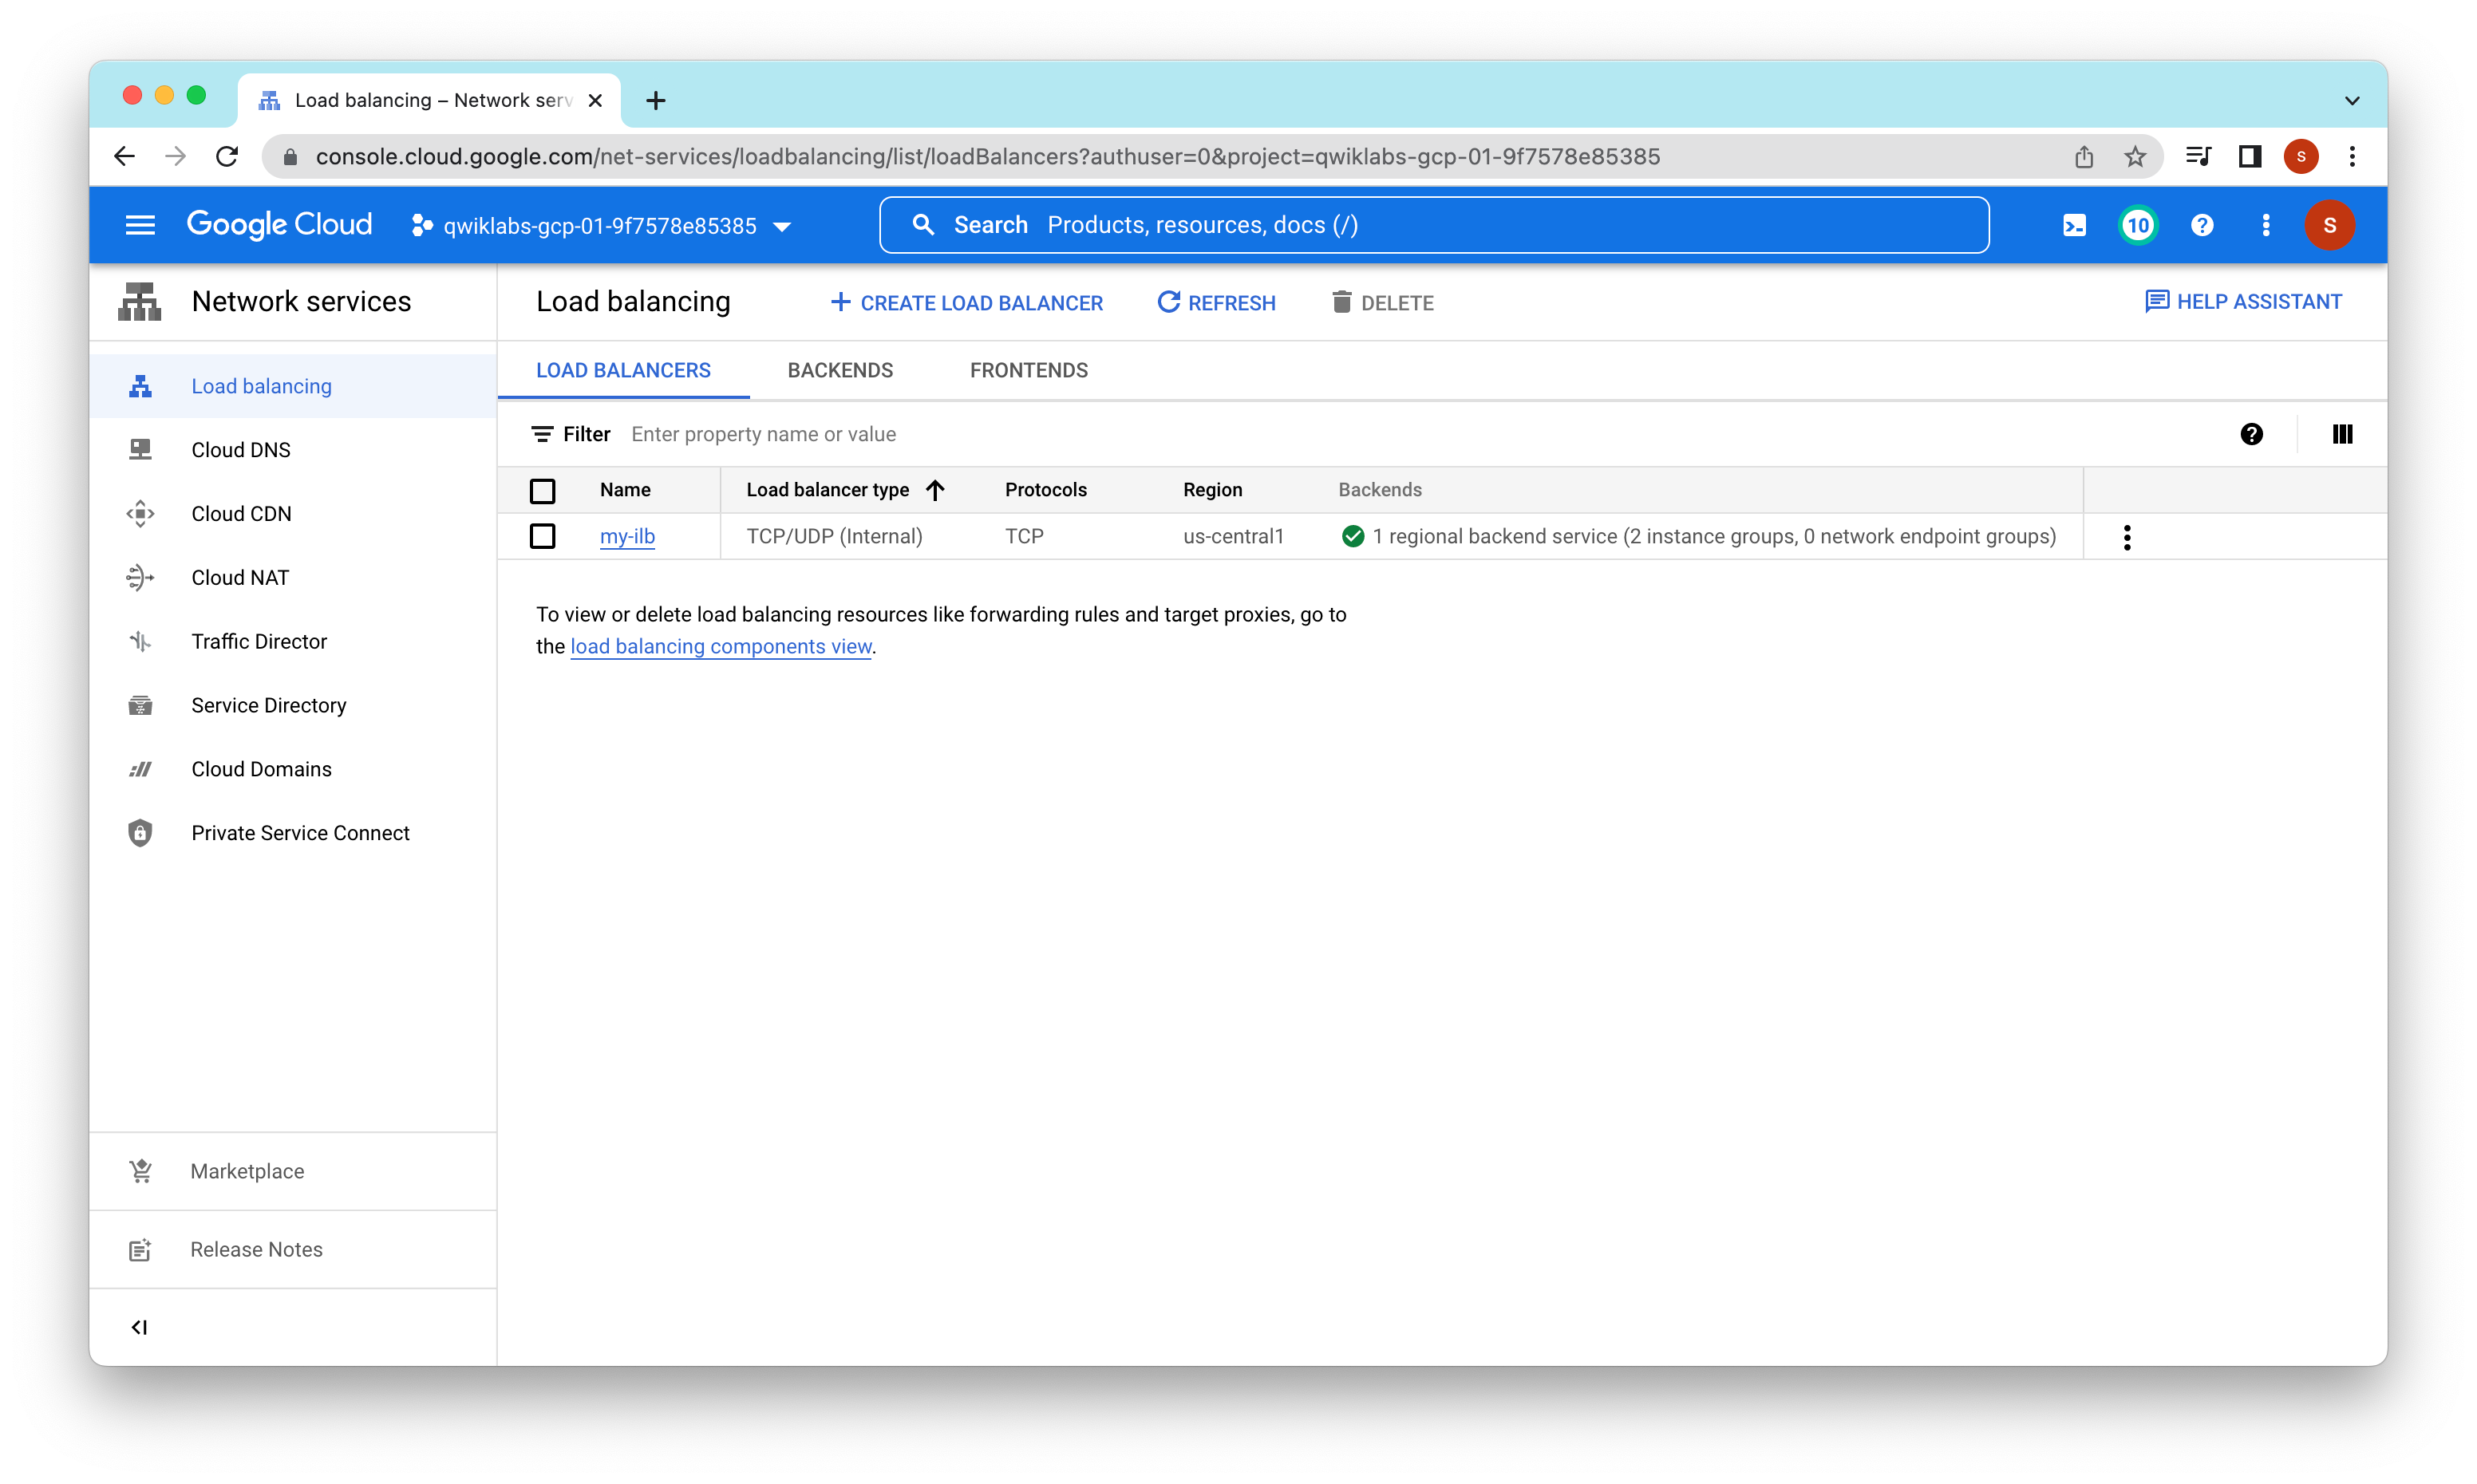 Load balancing – Network serv
console.cloud.google.com/net-services/loadbalancing/list/loadBalancers?authuser=0&project=qwiklabs-gcp-01-9f7578e85385
S
Google Cloud
qwiklabs-gcp-01-9f7578e85385
Search Products, resources, docs (/)
10
S
Network services
Load balancing
CREATE LOAD BALANCER
REFRESH
DELETE
HELP ASSISTANT
Load balancing
Cloud DNS
Cloud CDN
Cloud NAT
Traffic Director
Service Directory
Cloud Domains
Private Service Connect
Marketplace
Release Notes
LOAD BALANCERS BACKENDS FRONTENDS
Filter Enter property name or value
Name Load balancer type Protocols Region Backends
my-ilb TCP/UDP (Internal) TCP us-central1 1 regional backend service (2 instance groups, 0 network endpoint groups)
To view or delete load balancing resources like forwarding rules and target proxies, go to
the load balancing components view.